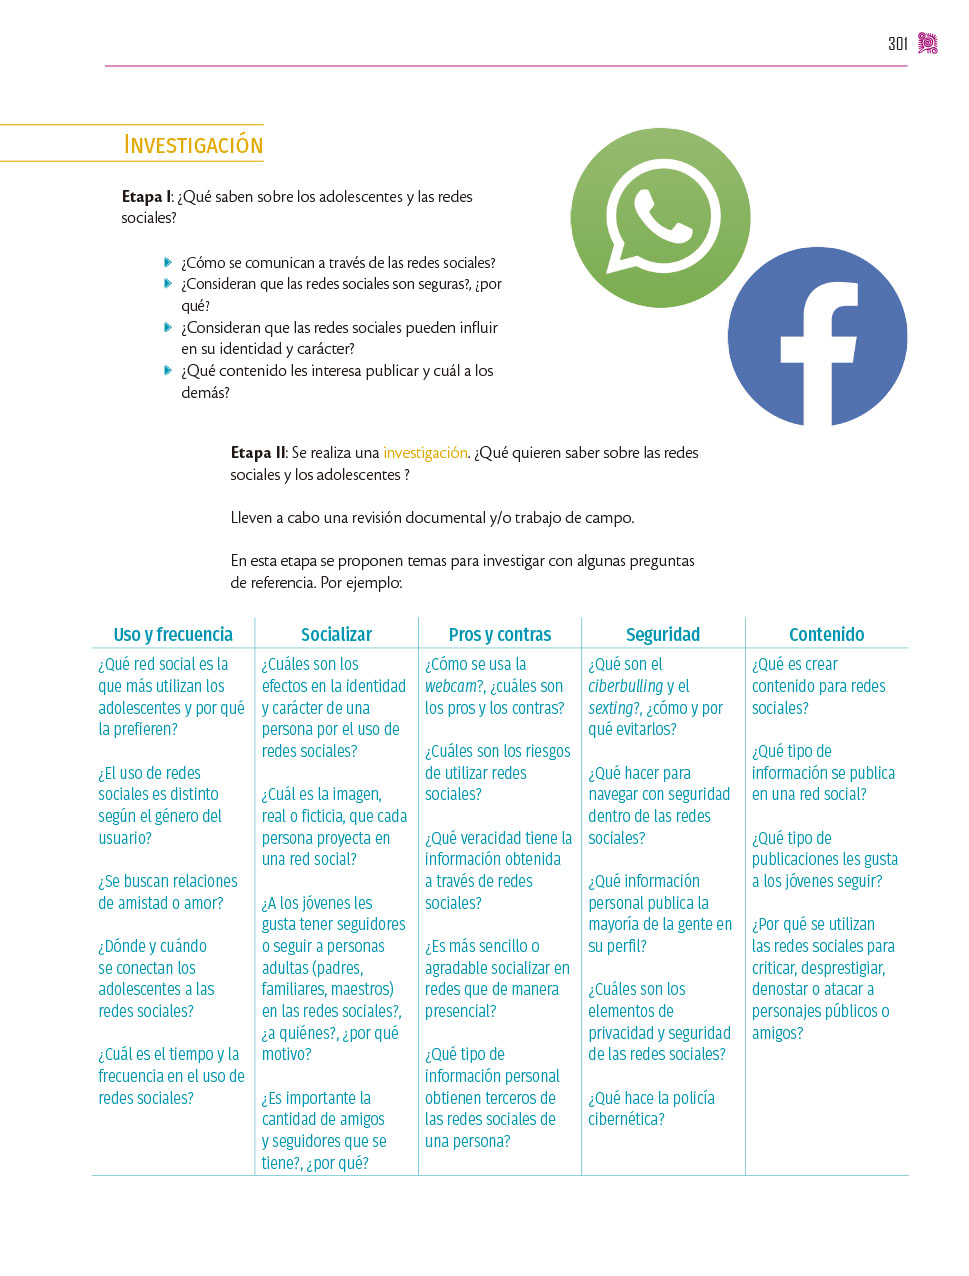 301
INVESTIGACIÓN
Etapa I: ¿Qué saben sobre los adolescentes y las redes
sociales?
¿Cómo se comunican a través de las redes sociales?
¿Consideran que las redes sociales son seguras?, ¿por
qué?
¿Consideran que las redes sociales pueden influir
en su identidad y carácter?
¿Qué contenido les interesa publicar y cuál a los
demás?
Etapa II: Se realiza una investigación. ¿Qué quieren saber sobre las redes
sociales y los adolescentes ?
Lleven a cabo una revisión documental y/o trabajo de campo.
En esta etapa se proponen temas para investigar con algunas preguntas
de referencia. Por ejemplo:
Uso y frecuencia
¿Qué red social es la
que más utilizan los
adolescentes y por qué
la prefieren?
¿El uso de redes
sociales es distinto
según el género del
usuario?
¿Se buscan relaciones
de amistad o amor?
¿Dónde y cuándo
se conectan los
adolescentes a las
redes sociales?
¿Cuál es el tiempo y la
frecuencia en el uso de
redes sociales?
Socializar
¿Cuáles son los
efectos en la identidad
y carácter de una
persona por el uso de
redes sociales?
¿Cuál es la imagen,
real o ficticia, que cada
persona proyecta en
una red social?
¿A los jóvenes les
gusta tener seguidores
o seguir a personas
adultas (padres,
familiares, maestros)
en las redes sociales?,
¿a quiénes?, ¿por qué
motivo?
¿Es importante la
cantidad de amigos
y seguidores que se
tiene?, ¿por qué?
Pros y contras
¿Cómo se usa la
webcam?, ¿cuáles son
los pros y los contras?
¿Cuáles son los riesgos
de utilizar redes
sociales?
¿Qué veracidad tiene la
información obtenida
a través de redes
sociales?
¿Es más sencillo o
agradable socializar en
redes que de manera
presencial?
¿Qué tipo de
información personal
obtienen terceros de
las redes sociales de
una persona?
Seguridad
¿Qué son el
ciberbulling y el
sexting?, ¿cómo y por
qué evitarlos?
¿Qué hacer para
navegar con seguridad
dentro de las redes
sociales?
¿Qué información
personal publica la
mayoría de la gente en
su perfil?
¿Cuáles son los
elementos de
privacidad y seguridad
de las redes sociales?
¿Qué hace la policía
cibernética?
Contenido
¿Qué es crear
contenido para redes
sociales?
¿Qué tipo de
información se publica
en una red social?
¿Qué tipo de
publicaciones les gusta
a los jóvenes seguir?
¿Por qué se utilizan
las redes sociales para
criticar, desprestigiar,
denostar o atacar a
personajes públicos o
amigos?